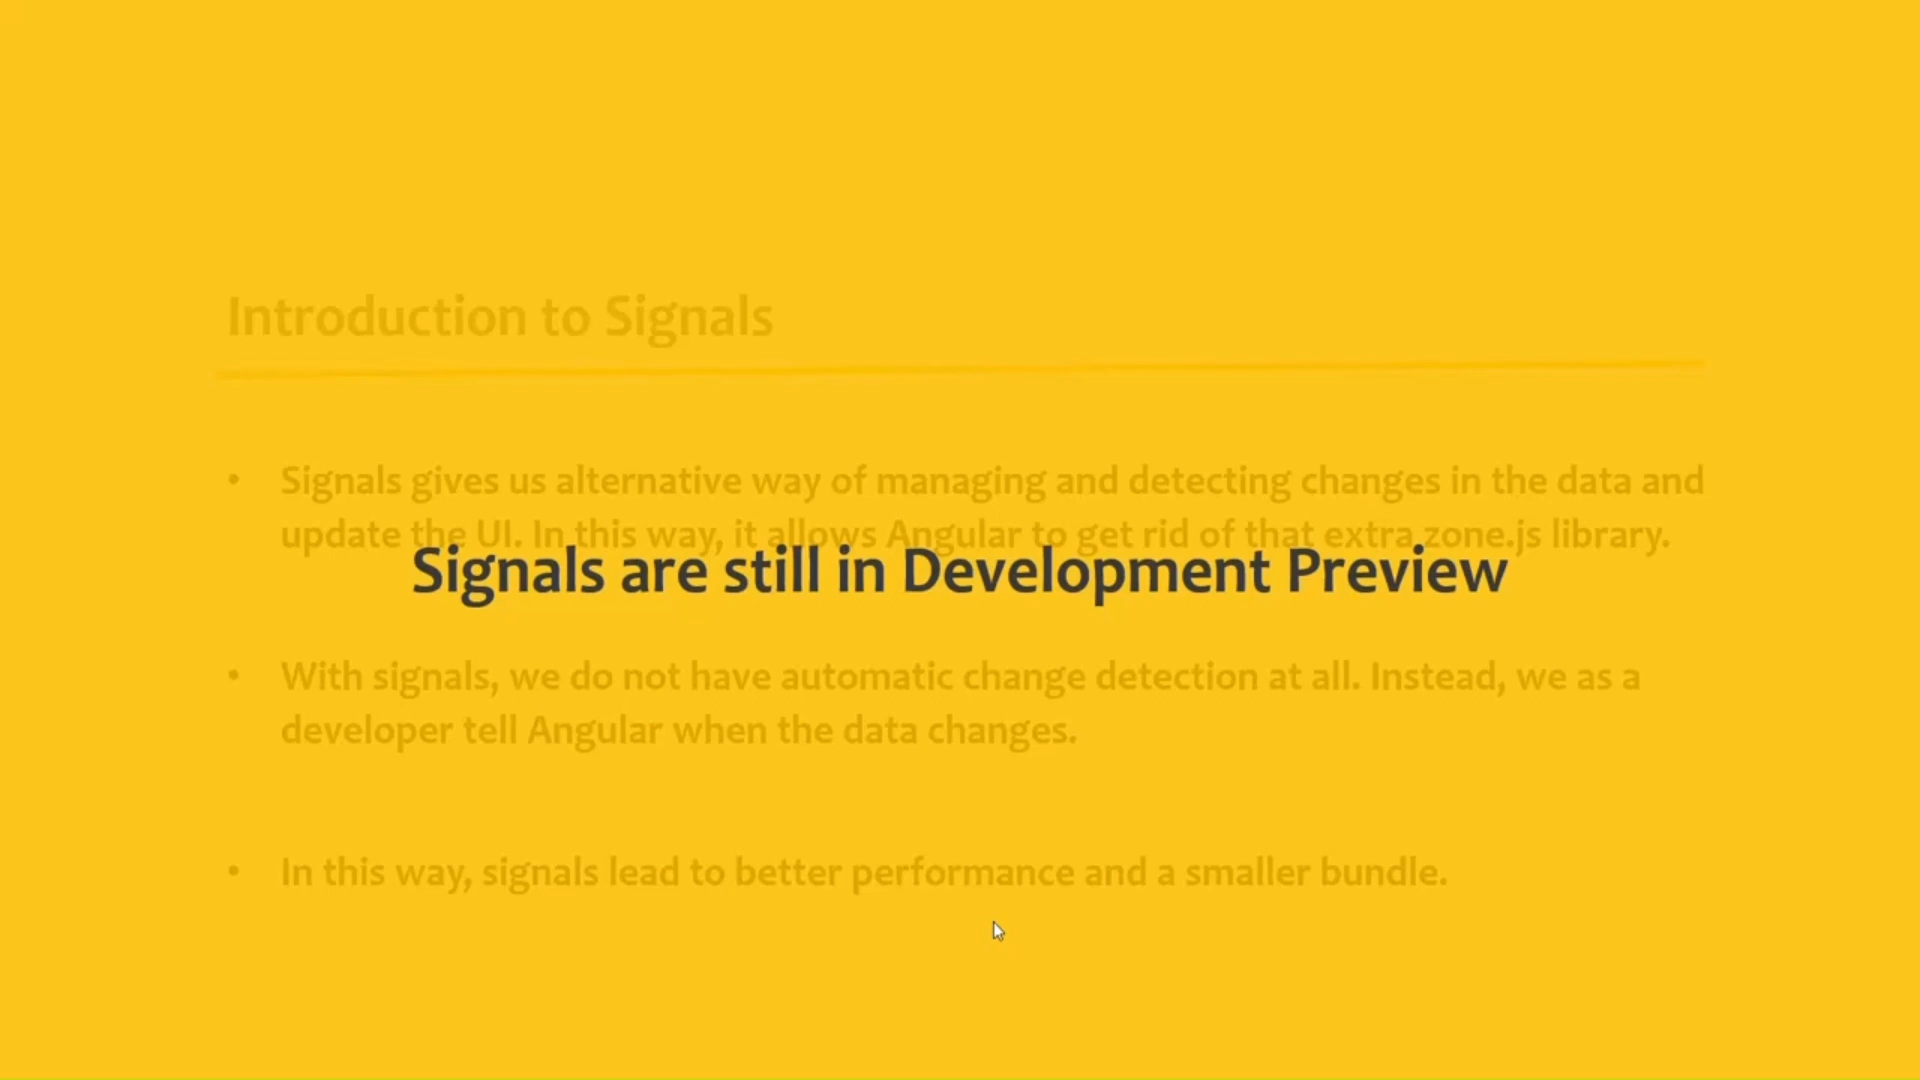 Introduction to Signals
• Signals gives us alternative way of managing and detecting changes in the data and
update the UI. In this way, it allows Angular to get rid of that extra zone.js library.
Signals are still in Development Preview
• With signals, we do not have automatic change detection at all. Instead, we as a
developer tell Angular when the data changes.
• In this way, signals lead to better performance and a smaller bundle.